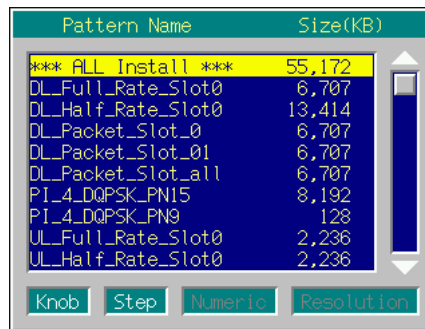 Pattern Name Size(KB)
*** ALL Install *** 55,172
DL_Full_Rate_Slot0 6,707
DL_Half_Rate_Slot0 13,414
DL_Packet_Slot_0 6,707
DL_Packet_Slot_01 6,707
DL_Packet_Slot_all 6,707
PI_4_DQPSK_PN15 8,192
PI_4_DQPSK_PN9 128
UL_Full_Rate_Slot0 2,236
UL_Half_Rate_Slot0 2,236
Knob Step Numeric Resolution